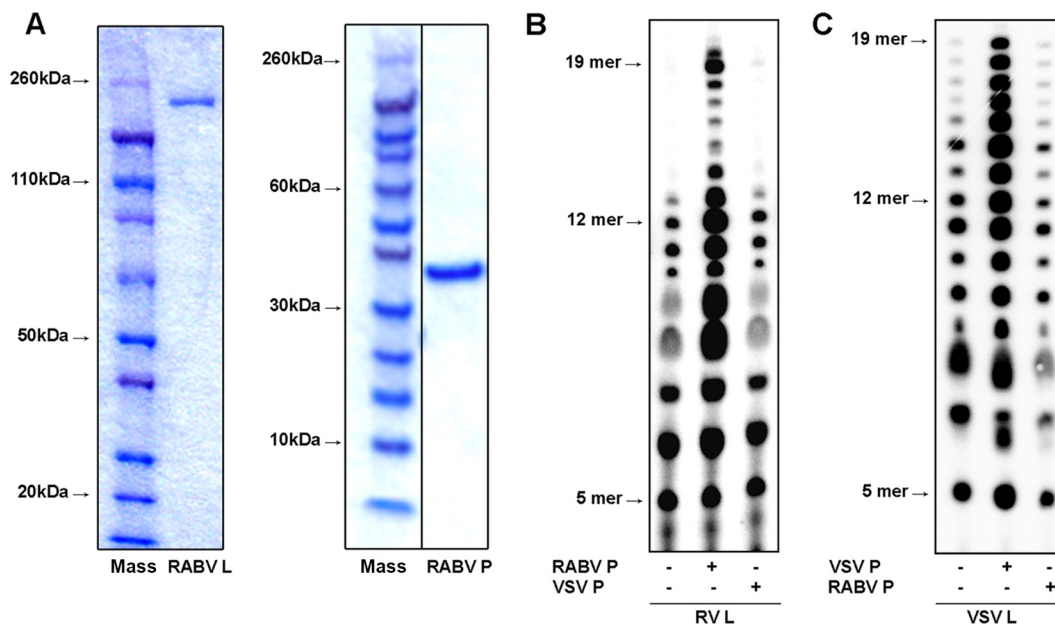 A
260kDa→
110kDa→
50kDa→
20kDa→
Mass RABV L
260kDa→
60kDa→
30kDa→
10kDa→
Mass RABV P
B
19 mer→
12 mer→
5 mer→
RABV P - + -
VSV P - - +
RV L
C
19 mer→
12 mer→
5 mer→
VSV P - + -
RABV P - - +
VSV L